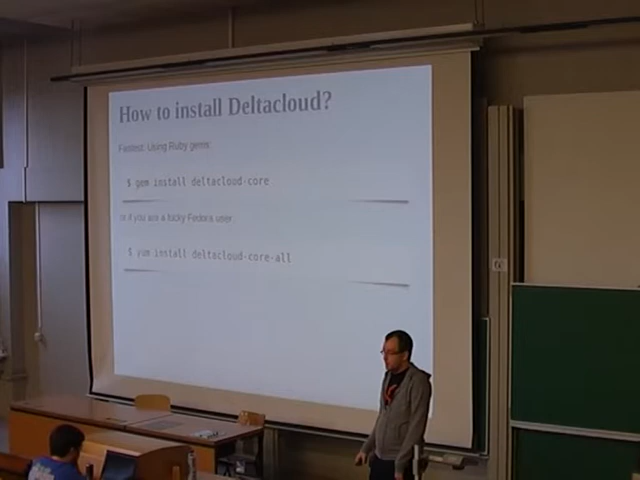 How to install Deltacloud?
Fastest: Using Ruby gems:
$ gem install deltacloud-core
or if you are a lucky Fedora user:
$ yum install deltacloud-core-all